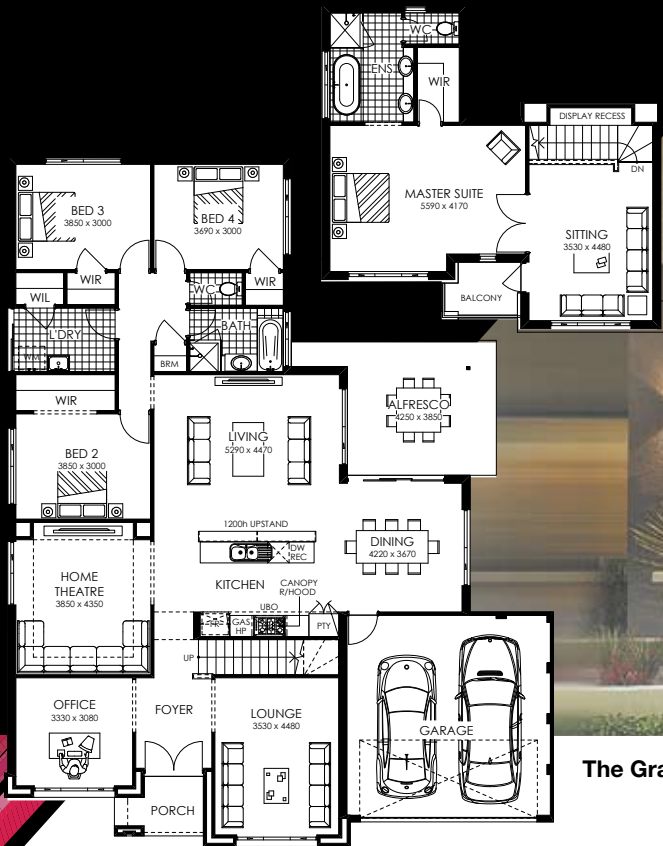 WC
ENS
WIR
DISPLAY RECESS
DN
MASTER SUITE
5590 x 4170
SITTING
3530 x 4480
BALCONY
BED 3
3850 x 3000
BED 4
3690 x 3000
WIR
WC
WIR
WIL
L'DRY
BATH
WM
BRM
WIR
LIVING
5290 x 4470
ALFRESCO
4250 x 3850
BED 2
3850 x 3000
1200h UPSTAND
DW
REC
DINING
4220 x 3670
HOME
THEATRE
3850 x 4350
KITCHEN
CANOPY
R/HOOD
UBO
FR
GAS
HP
PTY
UP
OFFICE
3330 x 3080
FOYER
LOUNGE
3530 x 4480
GARAGE
PORCH
The Gra